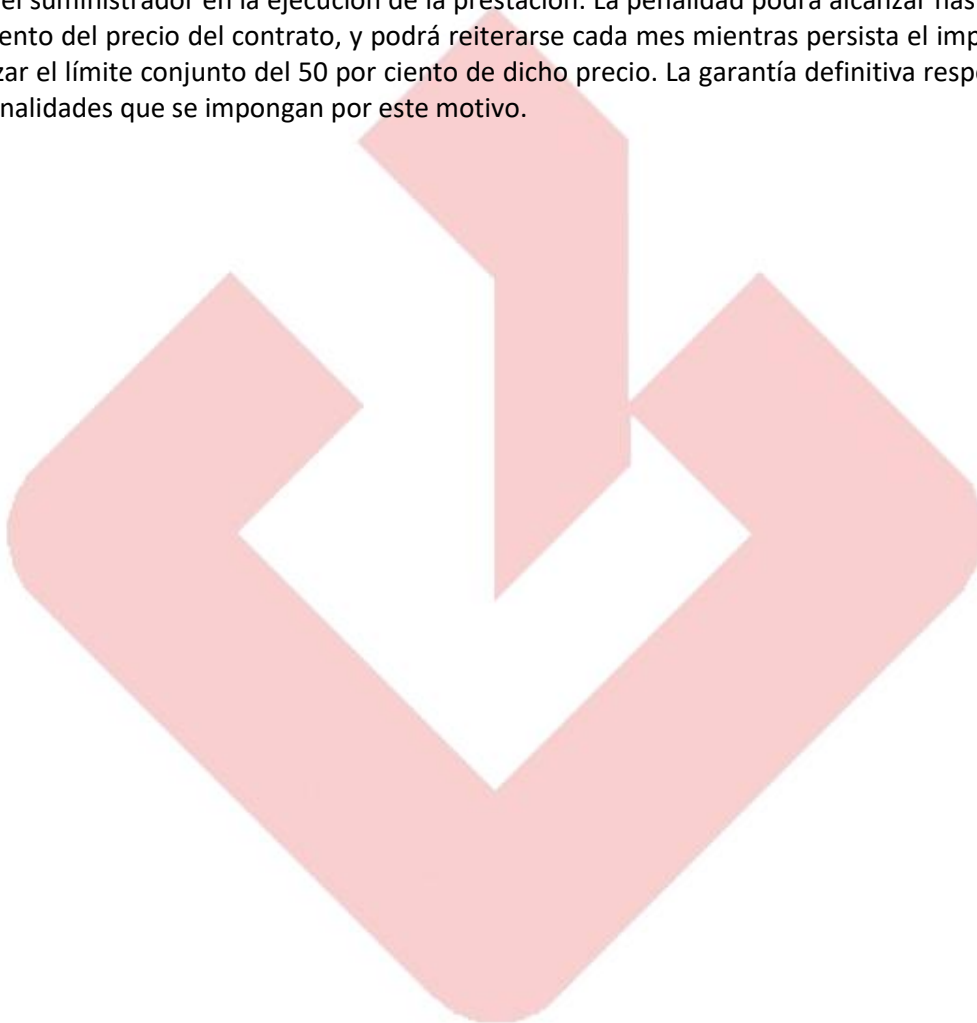 el suministrador en la ejecución de la prestación. La penalidad podrá alcanzar has
ento del precio del contrato, y podrá reiterarse cada mes mientras persista el imp
zar el límite conjunto del 50 por ciento de dicho precio. La garantía definitiva resp
nalidades que se impongan por este motivo.